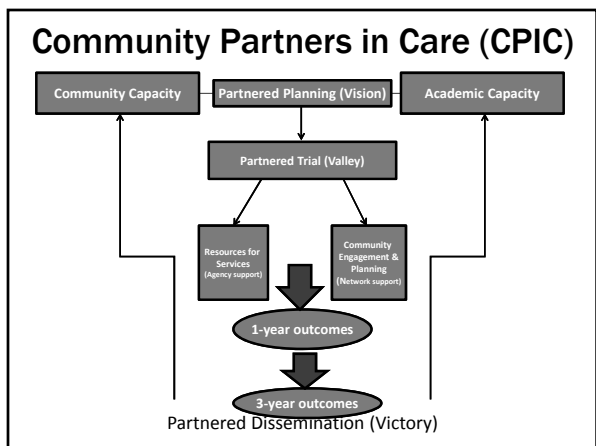 Community Partners in Care (CPIC)
Community Capacity
Partnered Planning (Vision)
Academic Capacity
Partnered Trial (Valley)
Resources for
Services
(Agency support)
Community
Engagement &
Planning
(Network support)
1-year outcomes
3-year outcomes
Partnered Dissemination (Victory)